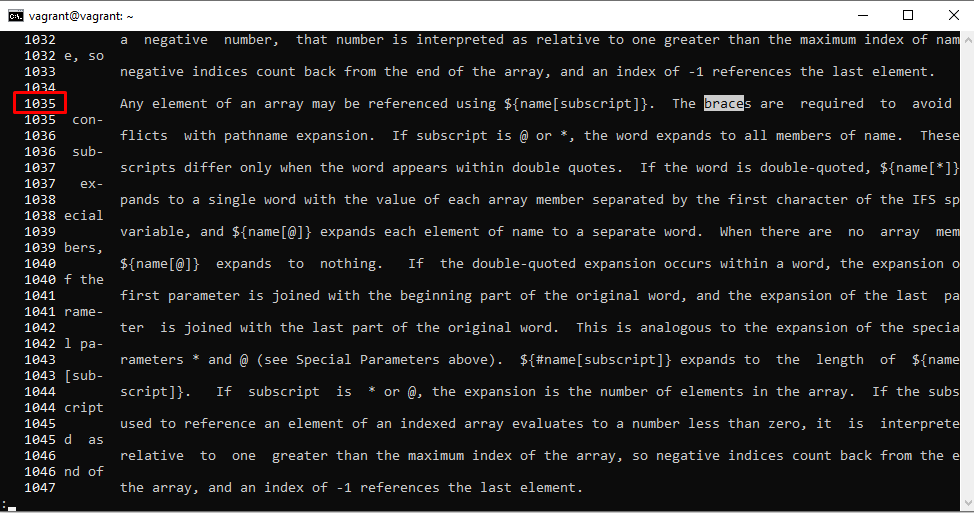 vagrant@vagrant: ~
1032 a negative number, that number is interpreted as relative to one greater than the maximum index of nam
1032 e, so
1033 negative indices count back from the end of the array, and an index of -1 references the last element.
1034
1035 Any element of an array may be referenced using ${name[subscript]}. The braces are required to avoid
1035 con-
1036 flicts with pathname expansion. If subscript is @ or *, the word expands to all members of name. These
1036 sub-
1037 scripts differ only when the word appears within double quotes. If the word is double-quoted, ${name[*]}
1037 ex-
1038 pands to a single word with the value of each array member separated by the first character of the IFS sp
1038 ecial
1039 variable, and ${name[@]} expands each element of name to a separate word. When there are no array mem
1039 bers,
1040 ${name[@]} expands to nothing. If the double-quoted expansion occurs within a word, the expansion o
1040 f the
1041 first parameter is joined with the beginning part of the original word, and the expansion of the last pa
1041 rame-
1042 ter is joined with the last part of the original word. This is analogous to the expansion of the specia
1042 l pa-
1043 rameters * and @ (see Special Parameters above). ${#name[subscript]} expands to the length of ${name
1043 [sub-
1044 script]}. If subscript is * or @, the expansion is the number of elements in the array. If the subs
1044 cript
1045 used to reference an element of an indexed array evaluates to a number less than zero, it is interprete
1045 d as
1046 relative to one greater than the maximum index of the array, so negative indices count back from the e
1046 nd of
1047 the array, and an index of -1 references the last element.
: